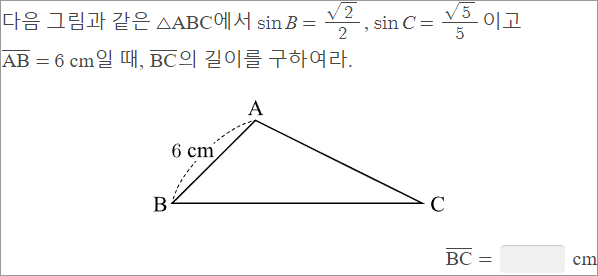 다음 그림과 같은 △ABC에서 sin B = √2/2 , sin C = √5/5 이고
AB = 6 cm일 때, BC의 길이를 구하여라.
A
6 cm
B
C
BC = cm